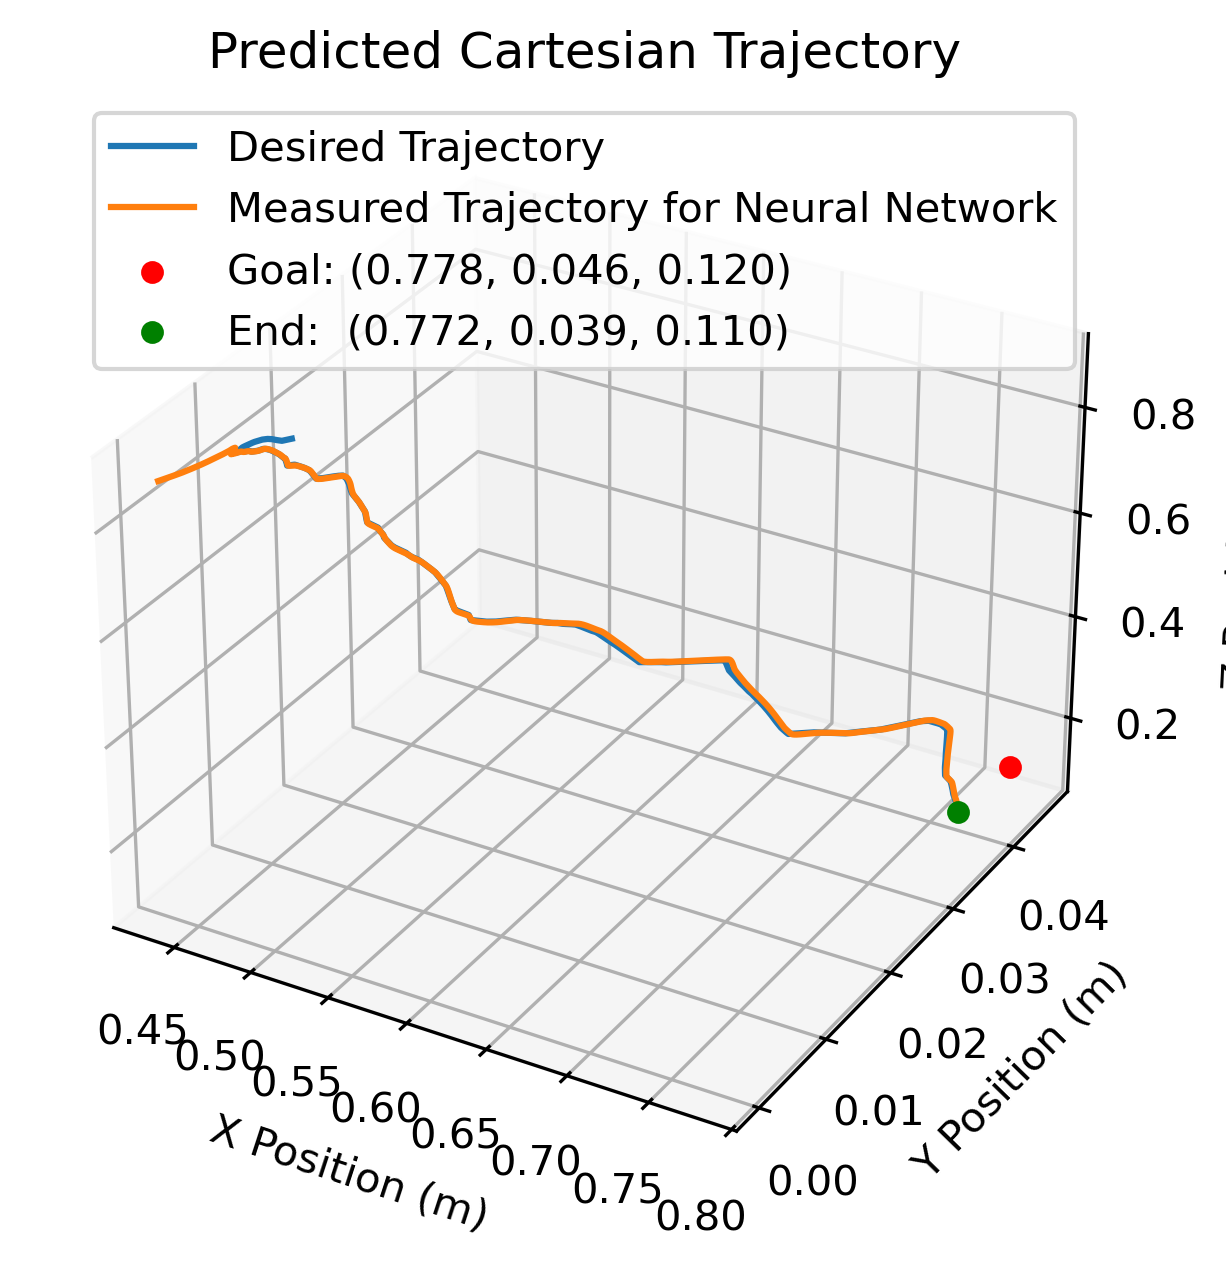 Predicted Cartesian Trajectory
Desired Trajectory
Measured Trajectory for Neural Network
Goal: (0.778, 0.046, 0.120)
End: (0.772, 0.039, 0.110)
0.8
0.6
0.4
0.2
0.04
0.03
0.02
0.01
0.00
Y Position (m)
0.45
0.50
0.55
0.60
0.65
0.70
0.75
0.80
X Position (m)